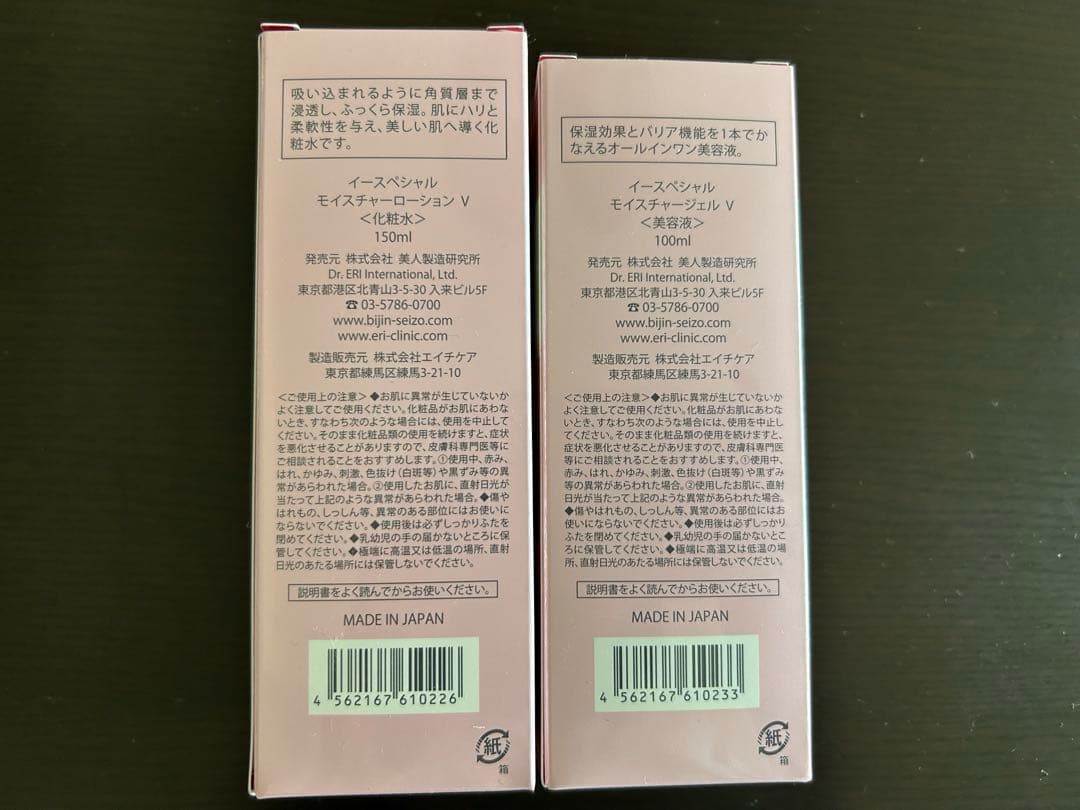 吸い込まれるように角質層まで
浸透し、ふっくら保湿。肌にハリと
柔軟性を与え、美しい肌へ導く化
粧水です。
イースペシャル
モイスチャーローション V
＜化粧水＞
150ml
発売元 株式会社 美人製造研究所
Dr. ERI International, Ltd.
東京都港区北青山3-5-30 入来ビル5F
☎ 03-5786-0700
www.bijin-seizo.com
www.eri-clinic.com
製造販売元 株式会社エイチケア
東京都練馬区練馬3-21-10
＜ご使用上の注意＞◆お肌に異常が生じていないか
よく注意してご使用ください。化粧品がお肌にあわな
いとき、すなわち次のような場合には、使用を中止し
てください。そのまま化粧品類の使用を続けますと、症状
を悪化させることがありますので、皮膚科専門医等に
ご相談されることをおすすめします。①使用中、赤み、
はれ、かゆみ、刺激、色抜け（白斑等）や黒ずみ等の異
常があらわれた場合。②使用したお肌に、直射日光が
当たって上記のような異常があらわれた場合。◆傷や
はれもの、しっしん等、異常のある部位にはお使いに
ならないでください。◆使用後は必ずしっかりふたを
閉めてください。◆乳幼児の手の届かないところに保
管してください。◆極端に高温又は低温の場所、直射
日光のあたる場所には保管しないでください。
説明書をよく読んでからお使いください。
MADE IN JAPAN
4 562167 610226
紙
箱
保湿効果とバリア機能を1本でか
なえるオールインワン美容液。
イースペシャル
モイスチャージェル V
＜美容液＞
100ml
発売元 株式会社 美人製造研究所
Dr. ERI International, Ltd.
東京都港区北青山3-5-30 入来ビル5F
☎ 03-5786-0700
www.bijin-seizo.com
www.eri-clinic.com
製造販売元 株式会社エイチケア
東京都練馬区練馬3-21-10
＜ご使用上の注意＞◆お肌に異常が生じていないか
よく注意してご使用ください。化粧品がお肌にあわな
いとき、すなわち次のような場合には、使用を中止し
てください。そのまま化粧品類の使用を続けますと、
症状を悪化させることがありますので、皮膚科専門医
等にご相談されることをおすすめします。①使用中、
赤み、はれ、かゆみ、刺激、色抜け（白斑等）や黒ずみ
等の異常があらわれた場合。②使用したお肌に、直射
日光が当たって上記のような異常があらわれた場合。
◆傷やはれもの、しっしん等、異常のある部位にはお
使いにならないでください。◆使用後は必ずしっかり
ふたを閉めてください。◆乳幼児の手の届かないとこ
ろに保管してください。◆極端に高温又は低温の場
所、直射日光のあたる場所には保管しないでください。
説明書をよく読んでからお使いください。
MADE IN JAPAN
4 562167 610233
紙
箱